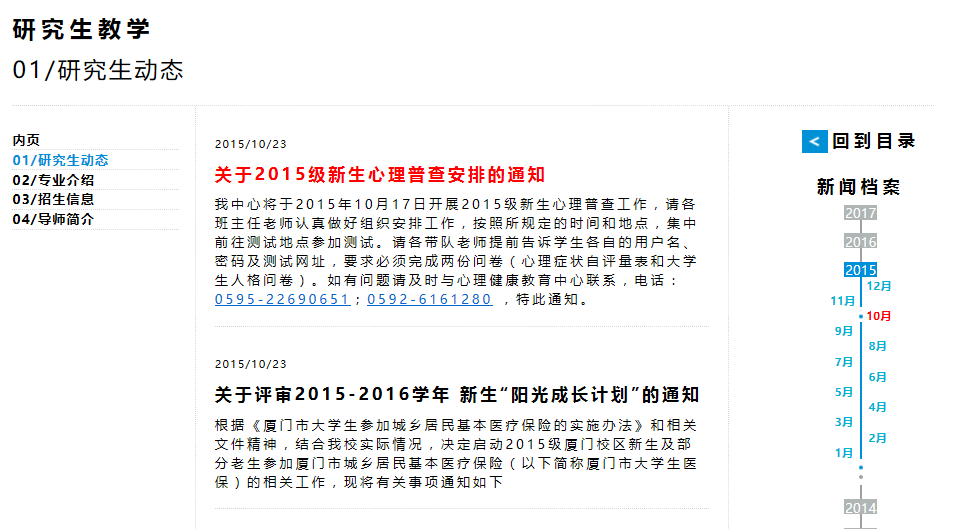 研究生教学
01/研究生动态
内页
01/研究生动态
02/专业介绍
03/招生信息
04/导师简介
2015/10/23
关于2015级新生心理普查安排的通知
我中心将于2015年10月17日开展2015级新生心理普查工作，请各
班主任老师认真做好组织安排工作，按照所规定的时间和地点，集中
前往测试地点参加测试。请各带队老师提前告诉学生各自的用户名、
密码及测试网址，要求必须完成两份问卷（心理症状自评量表和大学
生人格问卷）。如有问题请及时与心理健康教育中心联系，电话：
0595-22690651；0592-6161280 ，特此通知。
2015/10/23
关于评审2015-2016学年 新生“阳光成长计划”的通知
根据《厦门市大学生参加城乡居民基本医疗保险的实施办法》和相关
文件精神，结合我校实际情况，决定启动2015级厦门校区新生及部
分老生参加厦门市城乡居民基本医疗保险（以下简称厦门市大学生医
保）的相关工作，现将有关事项通知如下
< 回到目录
新闻档案
2017
2016
2015
12月
11月
10月
9月
8月
7月
6月
5月
4月
3月
2月
1月
2014